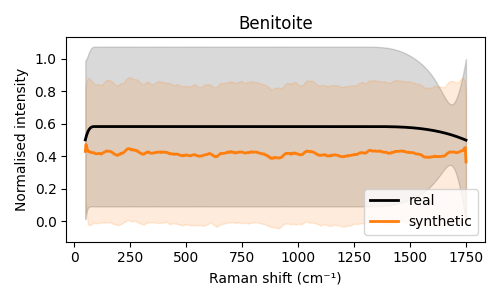 Benitoite
Normalised intensity
1.0
0.8
0.6
0.4
0.2
0.0
real
synthetic
0 250 500 750 1000 1250 1500 1750
Raman shift (cm⁻¹)